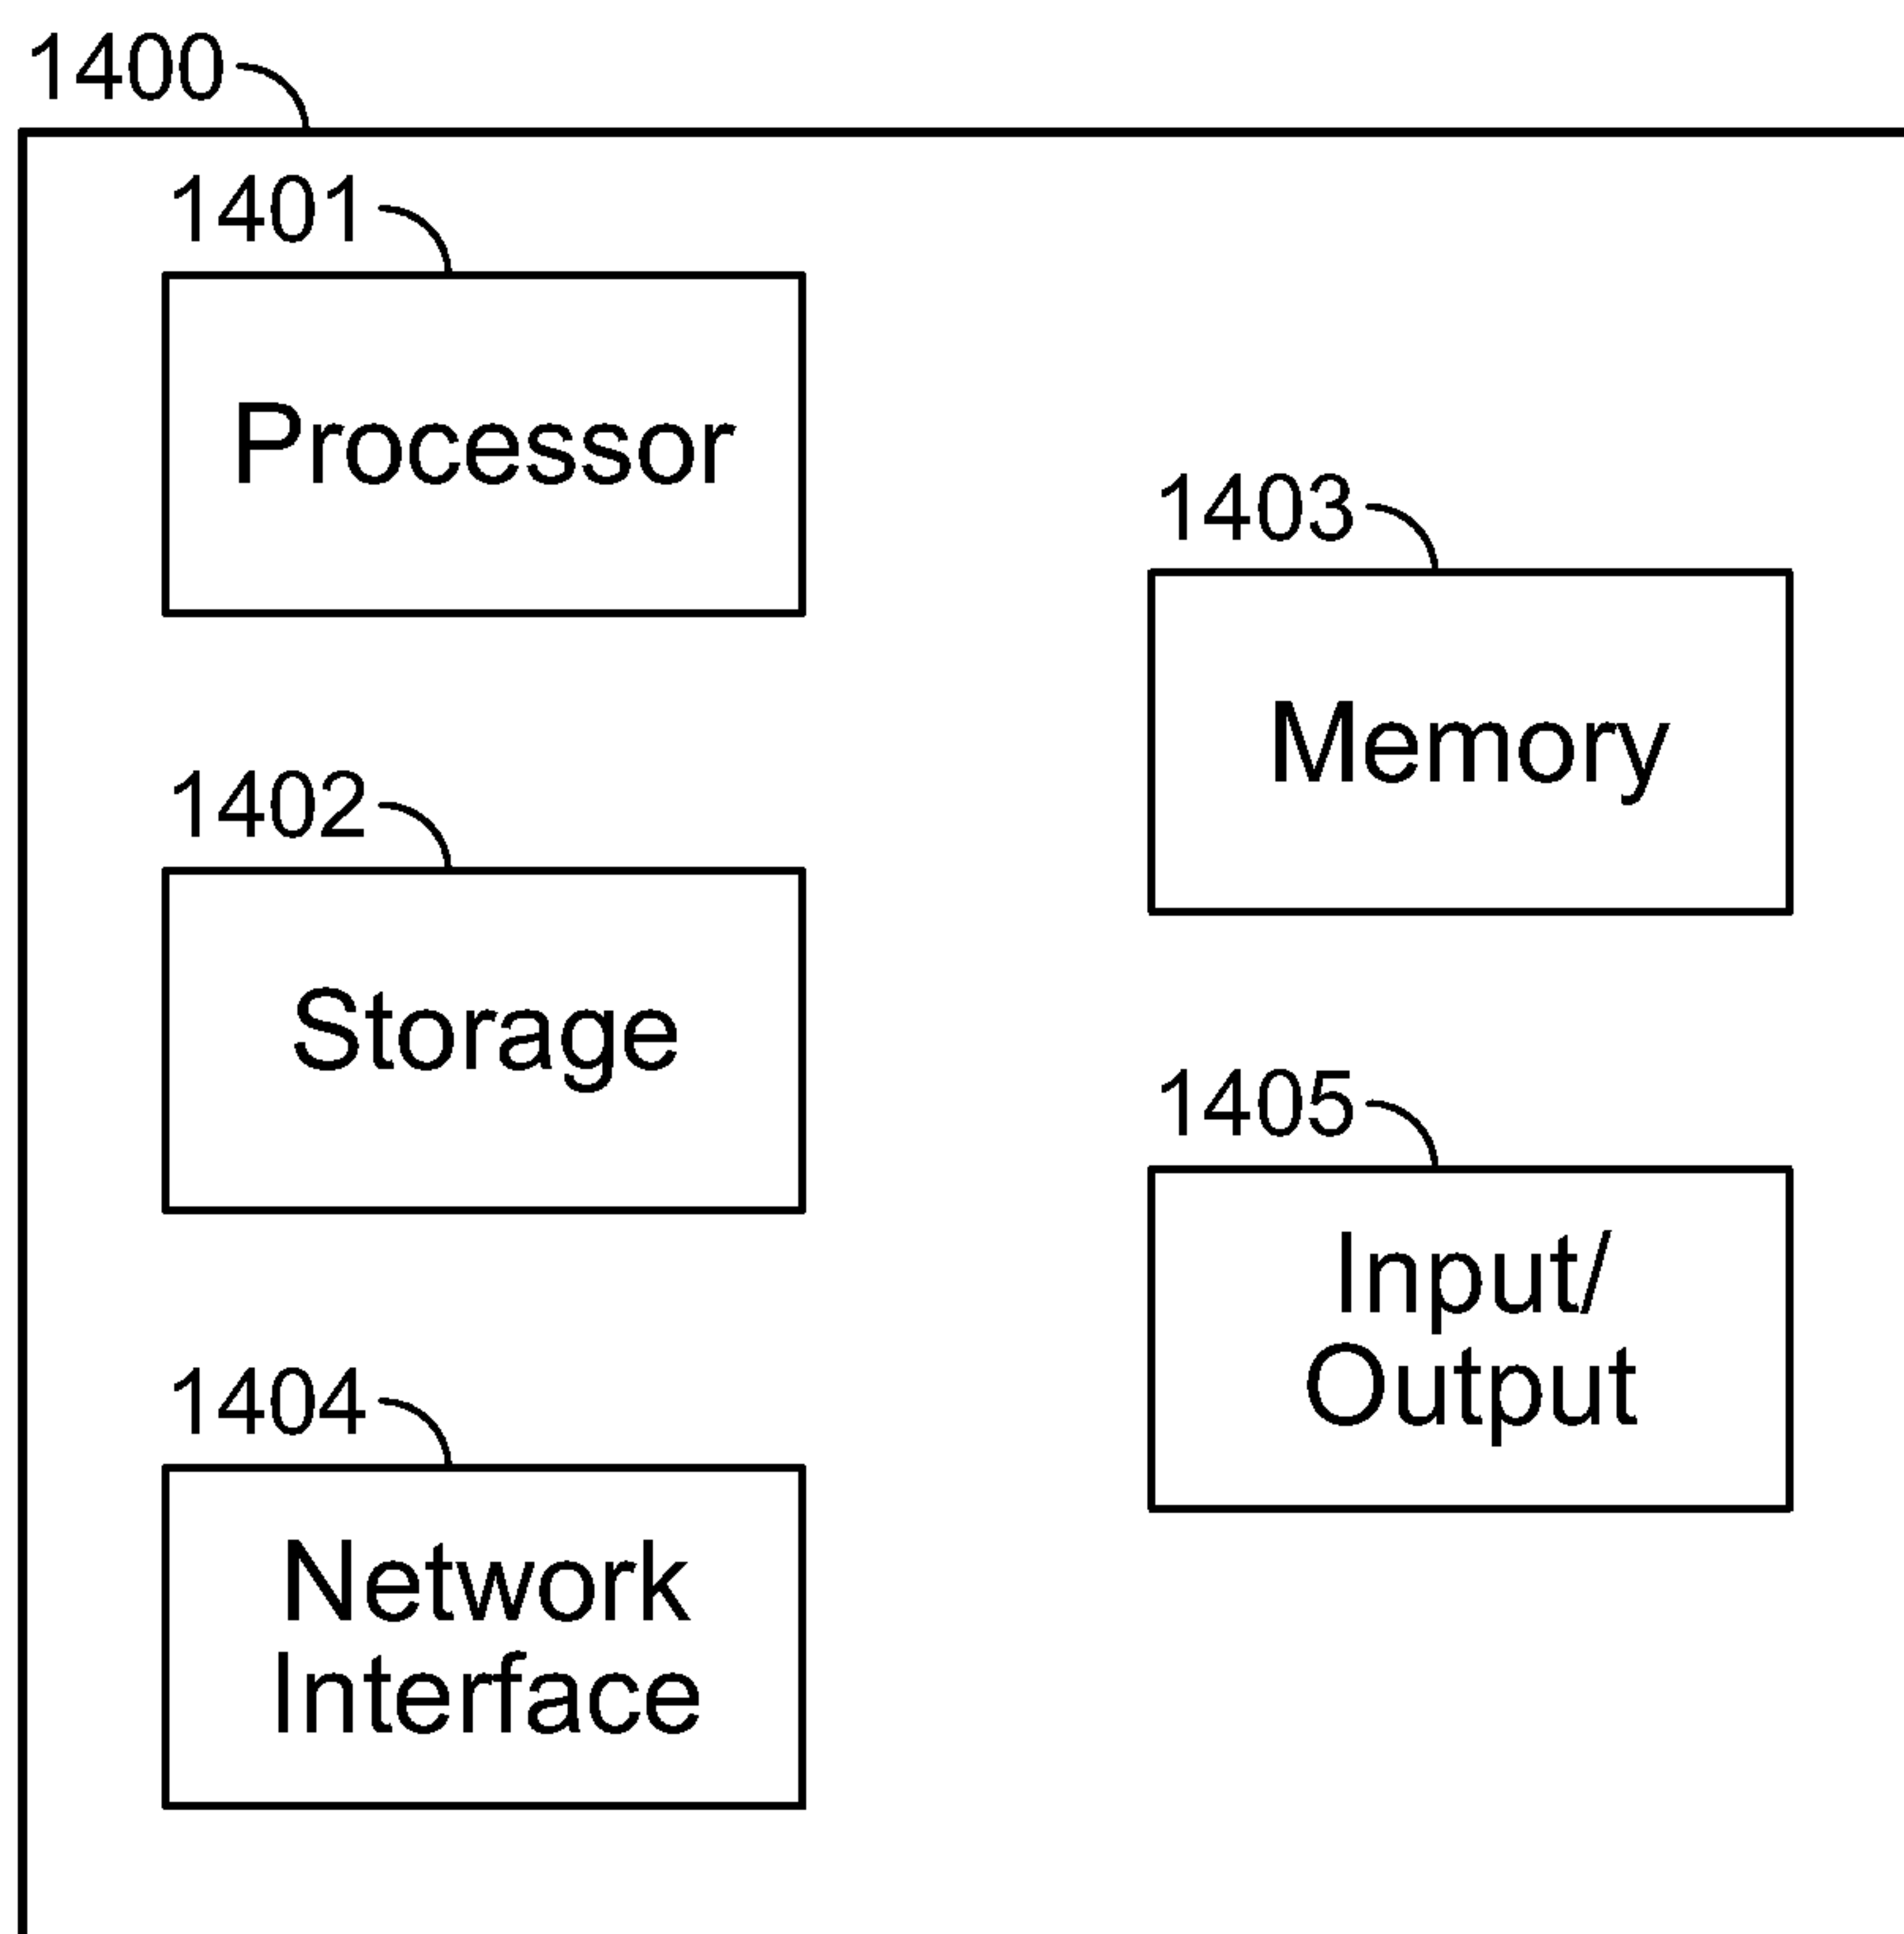 1400
1401
Processor
1403
Memory
1402
Storage
1405
Input/
Output
1404
Network
Interface